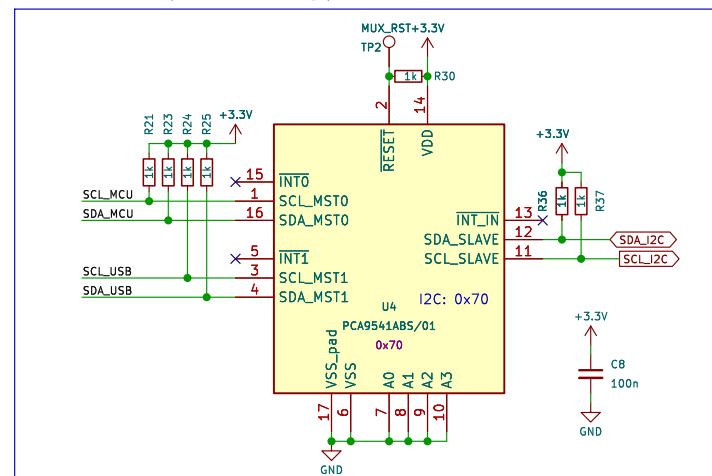 MUX_RST
+3.3V
TP2
1k
R30
2
14
R21
R23
R24
R25
+3.3V
1k
1k
1k
1k
RESET
VDD
+3.3V
15
INT0
SCL_MCU
1
SCL_MST0
SDA_MCU
16
SDA_MST0
R36
1k
1k
R37
INT_IN
13
SDA_SLAVE
12
SDA_I2C
5
INT1
SCL_SLAVE
11
SCL_I2C
SCL_USB
3
SCL_MST1
SDA_USB
4
SDA_MST1
I2C: 0x70
U4
PCA9541ABS/01
0x70
+3.3V
VSS_pad
VSS
A0
A1
A2
A3
C8
100n
17
6
7
8
9
10
GND
GND